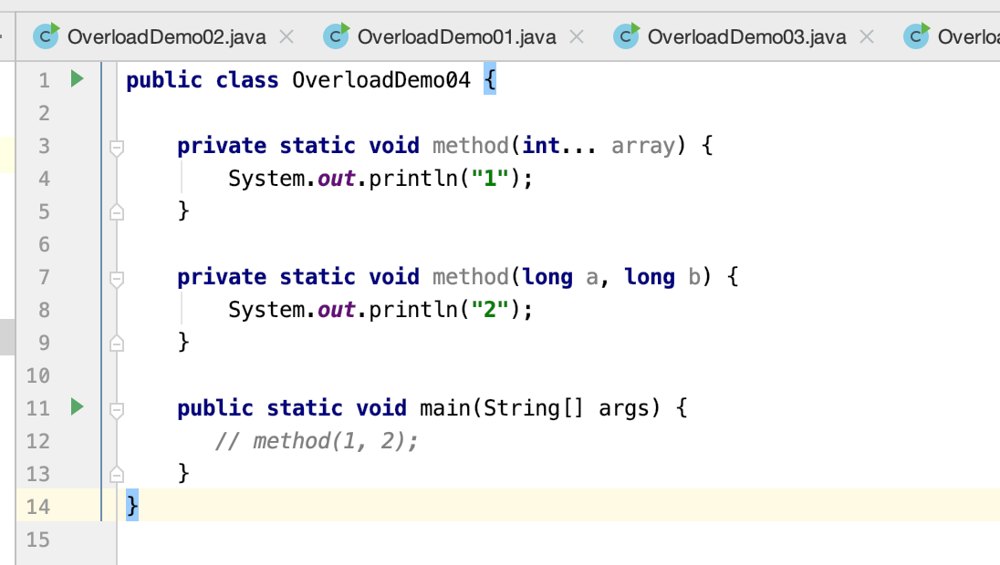 OverloadDemo02.java OverloadDemo01.java OverloadDemo03.java
1 public class OverloadDemo04 {
2
3 private static void method(int... array) {
4 System.out.println("1");
5 }
6
7 private static void method(long a, long b) {
8 System.out.println("2");
9 }
10
11 public static void main(String[] args) {
12 // method(1, 2);
13 }
14 }
15